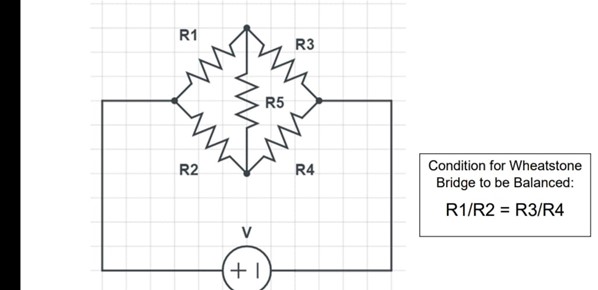 R1
R3
R5
R2
R4
V
+
Condition for Wheatstone
Bridge to be Balanced:
R1/R2 = R3/R4